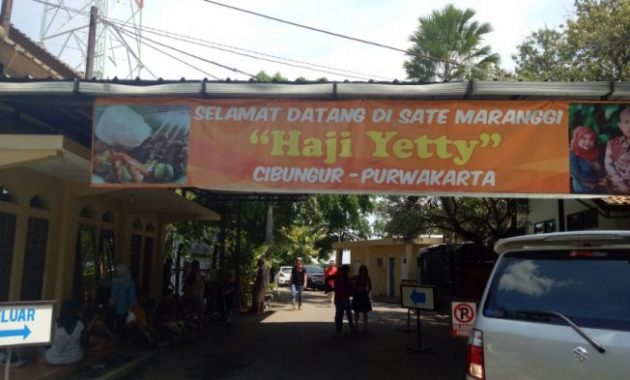 SELAMAT DATANG DI SATE MARANGGI
"Haji Yetty"
CIBUNGUR - PURWAKARTA
LUAR
P